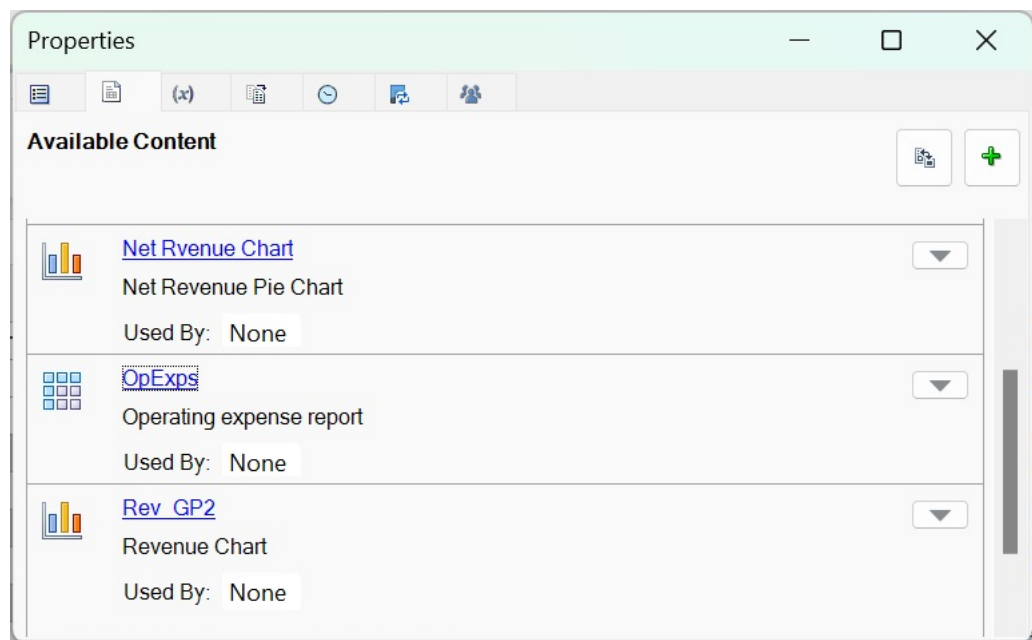 Properties
(x)
Available Content
Net Rvenue Chart
Net Revenue Pie Chart
Used By: None
OpExps
Operating expense report
Used By: None
Rev_GP2
Revenue Chart
Used By: None